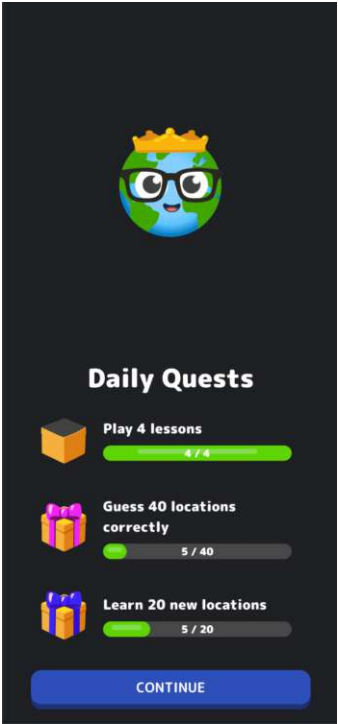 Daily Quests
Play 4 lessons
4 / 4
Guess 40 locations
correctly
5 / 40
Learn 20 new locations
5 / 20
CONTINUE